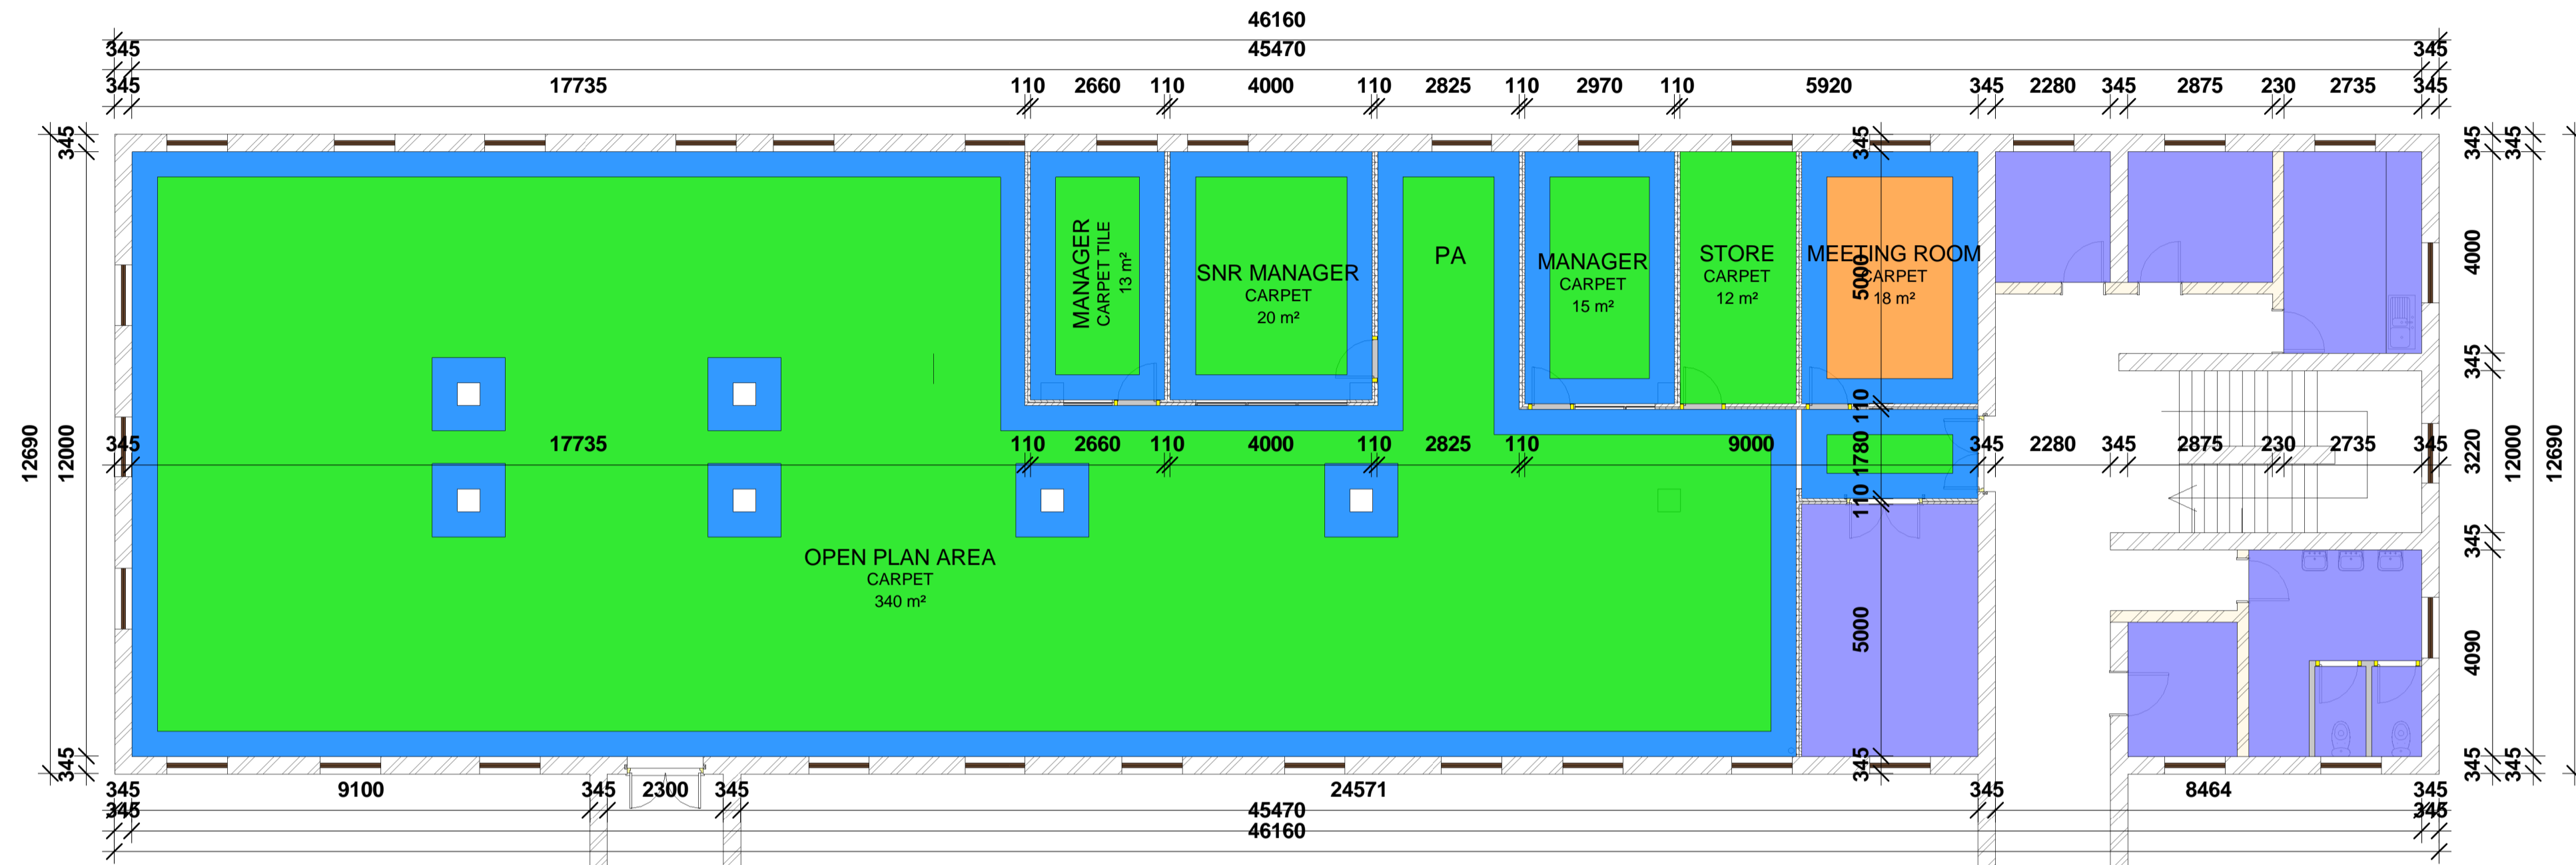 46160
345 45470 345
345 17735 110 2660 110 4000 110 2825 110 2970 110 5920 345 2280 345 2875 230 2735 345
345 345 345 345 345
12690 12000 4000 12000 12690
MANAGER
CARPET TILE
13 m²
SNR MANAGER
CARPET
20 m²
PA
MANAGER
CARPET
15 m²
STORE
CARPET
12 m²
MEETING ROOM
CARPET
18 m²
5000
345
345 17735 110 2660 110 4000 110 2825 110 9000 345 2280 345 2875 230 2735 345
110
1780
110
3220
345
OPEN PLAN AREA
CARPET
340 m²
5000
4090
345 345 345 345 345
345 9100 345 2300 345 24571 345 8464 345
345 45470 345
46160